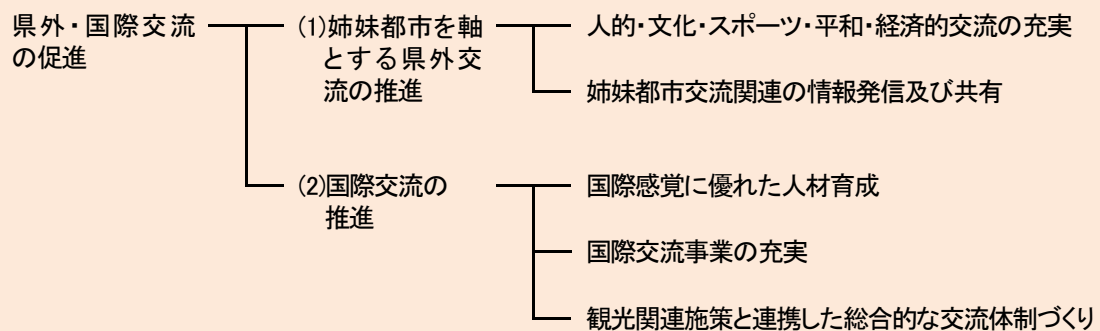 県外・国際交流
の促進
(1)姉妹都市を軸
とする県外交
流の推進
人的・文化・スポーツ・平和・経済的交流の充実
姉妹都市交流関連の情報発信及び共有
(2)国際交流の
推進
国際感覚に優れた人材育成
国際交流事業の充実
観光関連施策と連携した総合的な交流体制づくり